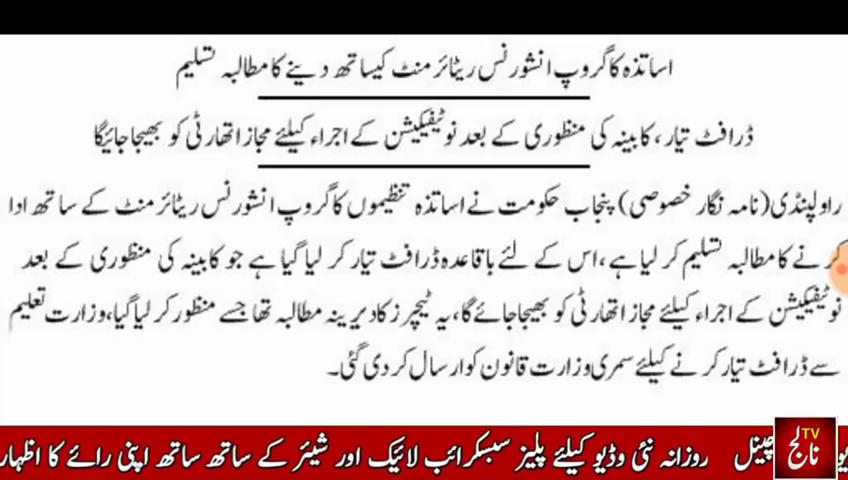 اساتذہ کا گروپ انشورنس ریٹائرمنٹ کیساتھ دینے کا مطالبہ تسلیم
ڈرافٹ تیار، کابینہ کی منظوری کے بعد نوٹیفیکیشن کے اجراء کیلئے مجاز اتھارٹی کو بھیجا جائیگا
راولپنڈی (نامہ نگار خصوصی) پنجاب حکومت نے اساتذہ تنظیموں کا گروپ انشورنس ریٹائرمنٹ کے ساتھ ادا
کرنے کا مطالبہ تسلیم کر لیا ہے، اس کے لئے باقاعدہ ڈرافٹ تیار کر لیا گیا ہے جو کابینہ کی منظوری کے بعد
نوٹیفکیشن کے اجراء کیلئے مجاز اتھارٹی کو بھیجا جائے گا، یہ ٹیچرز کا دیرینہ مطالبہ تھا جسے منظور کر لیا گیا، وزارت تعلیم
سے ڈرافٹ تیار کرنے کیلئے سمری وزارت قانون کو ارسال کر دی گئی۔
چینل روزانہ نئی وڈیو کیلئے پلیز سبسکرائب لائیک اور شیئر کے ساتھ ساتھ اپنی رائے کا اظہار
نالج TV